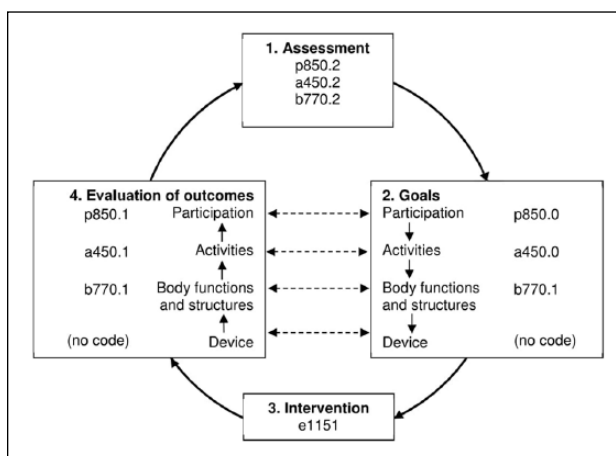 1. Assessment
p850.2
a450.2
b770.2
4. Evaluation of outcomes
p850.1 Participation
a450.1 Activities
b770.1 Body functions
and structures
(no code) Device
2. Goals
Participation p850.0
Activities a450.0
Body functions b770.1
and structures
Device (no code)
3. Intervention
e1151